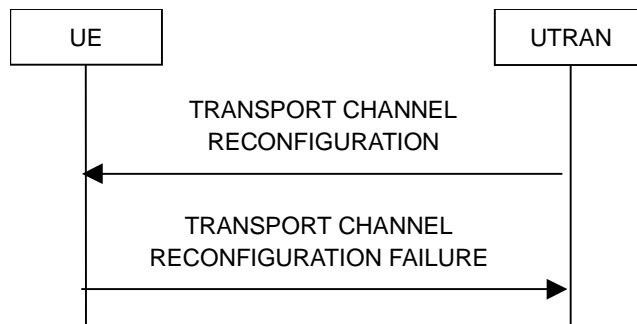 UE
UTRAN
TRANSPORT CHANNEL
RECONFIGURATION
TRANSPORT CHANNEL
RECONFIGURATION FAILURE